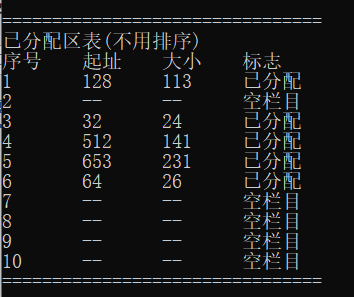 ================================
已分配区表(不用排序)
序号 起址 大小 标志
1 128 113 已分配
2 -- -- 空栏目
3 32 24 已分配
4 512 141 已分配
5 653 231 已分配
6 64 26 已分配
7 -- -- 空栏目
8 -- -- 空栏目
9 -- -- 空栏目
10 -- -- 空栏目
================================